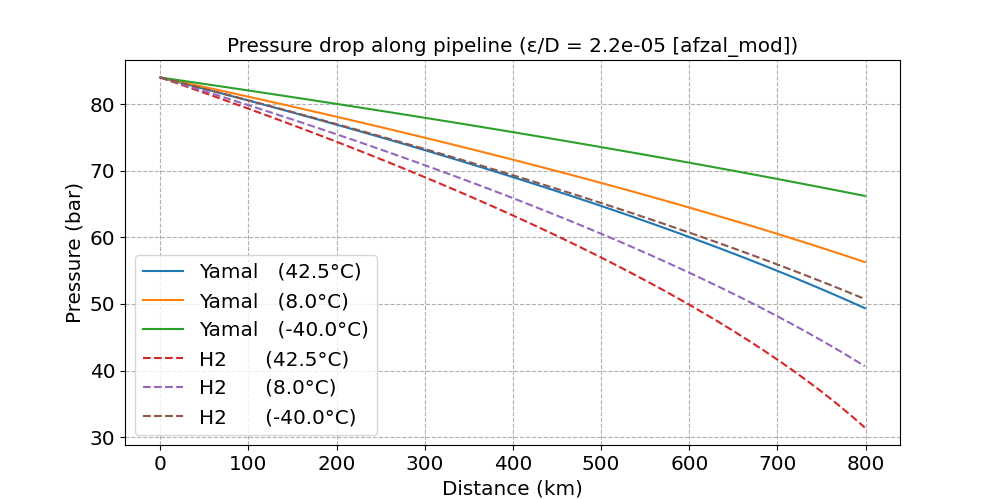 Pressure drop along pipeline (ε/D = 2.2e-05 [afzal_mod])
Pressure (bar)
80
70
60
50
40
30
Yamal (42.5°C)
Yamal (8.0°C)
Yamal (-40.0°C)
H2 (42.5°C)
H2 (8.0°C)
H2 (-40.0°C)
0 100 200 300 400 500 600 700 800
Distance (km)